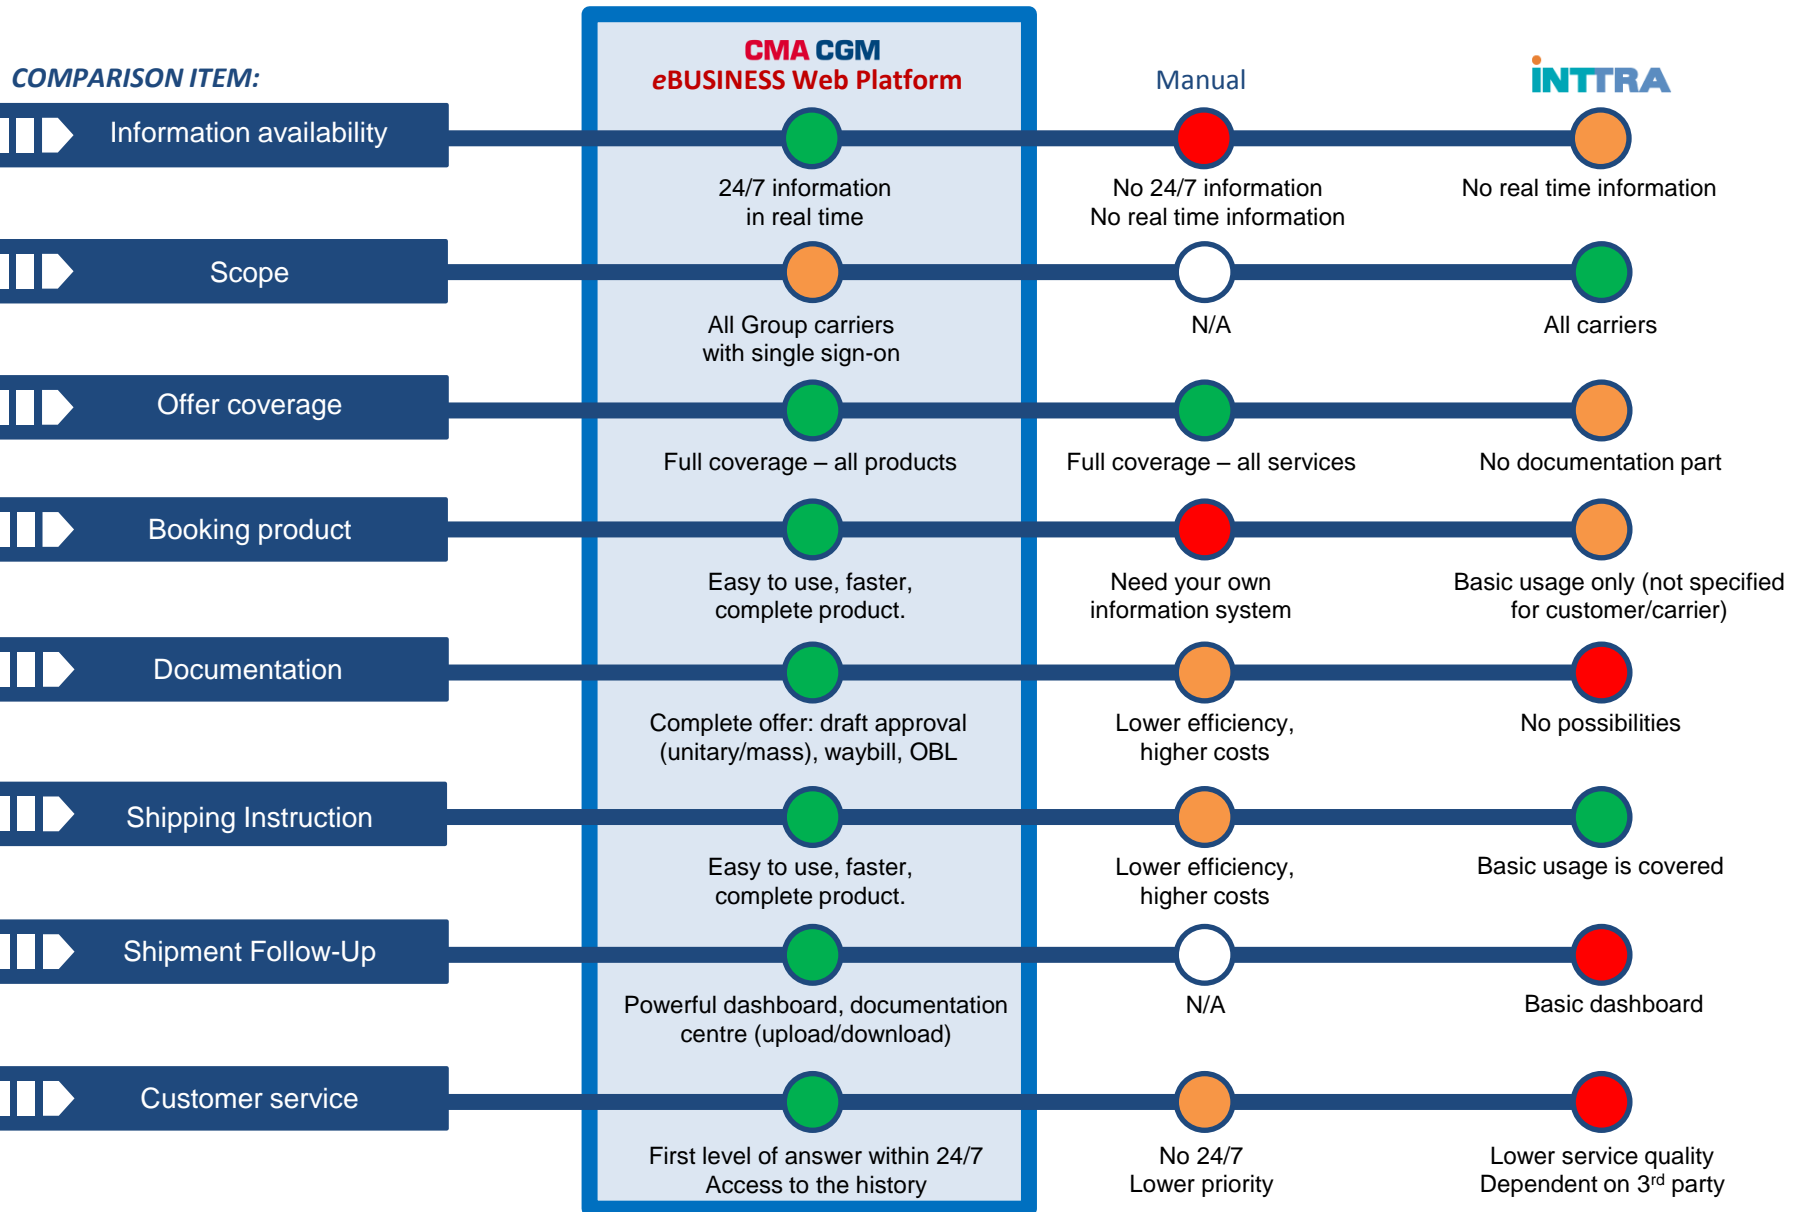 CMA CGM
COMPARISON ITEM:
eBUSINESS Web Platform
Manual
INTTRA
Information availability
24/7 information
in real time
No 24/7 information
No real time information
No real time information
Scope
All Group carriers
with single sign-on
N/A
All carriers
Offer coverage
Full coverage – all products
Full coverage – all services
No documentation part
Booking product
Easy to use, faster,
complete product.
Need your own
information system
Basic usage only (not specified
for customer/carrier)
Documentation
Complete offer: draft approval
(unitary/mass), waybill, OBL
Lower efficiency,
higher costs
No possibilities
Shipping Instruction
Easy to use, faster,
complete product.
Lower efficiency,
higher costs
Basic usage is covered
Shipment Follow-Up
Powerful dashboard, documentation
centre (upload/download)
N/A
Basic dashboard
Customer service
First level of answer within 24/7
Access to the history
No 24/7
Lower priority
Lower service quality
Dependent on 3rd party